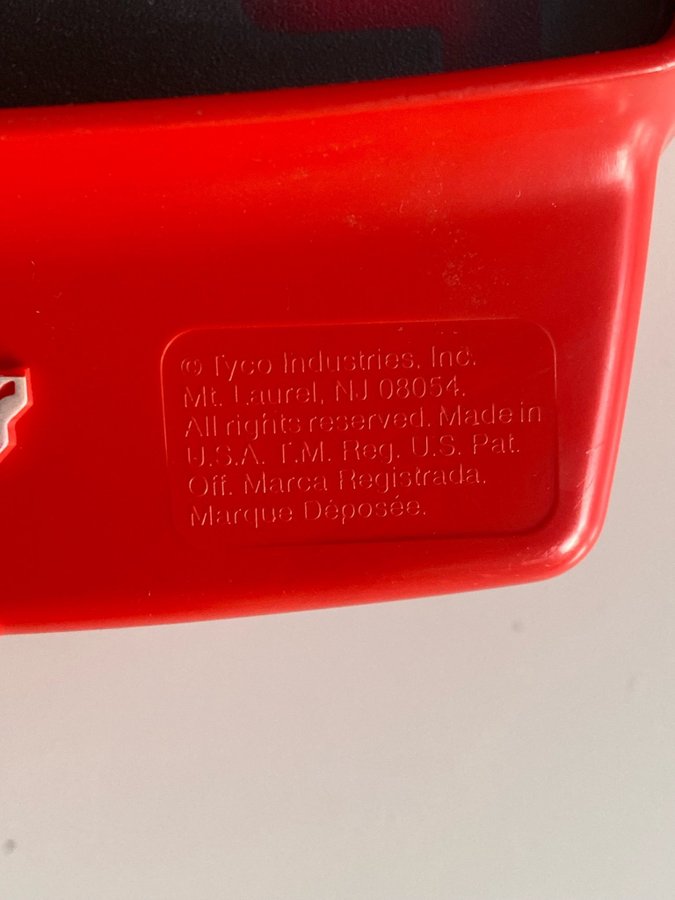 © Tyco Industries, Inc.
Mt. Laurel, NJ 08054.
All rights reserved. Made in
U.S.A. T.M. Reg. U.S. Pat.
Off. Marca Registrada.
Marque Déposée.